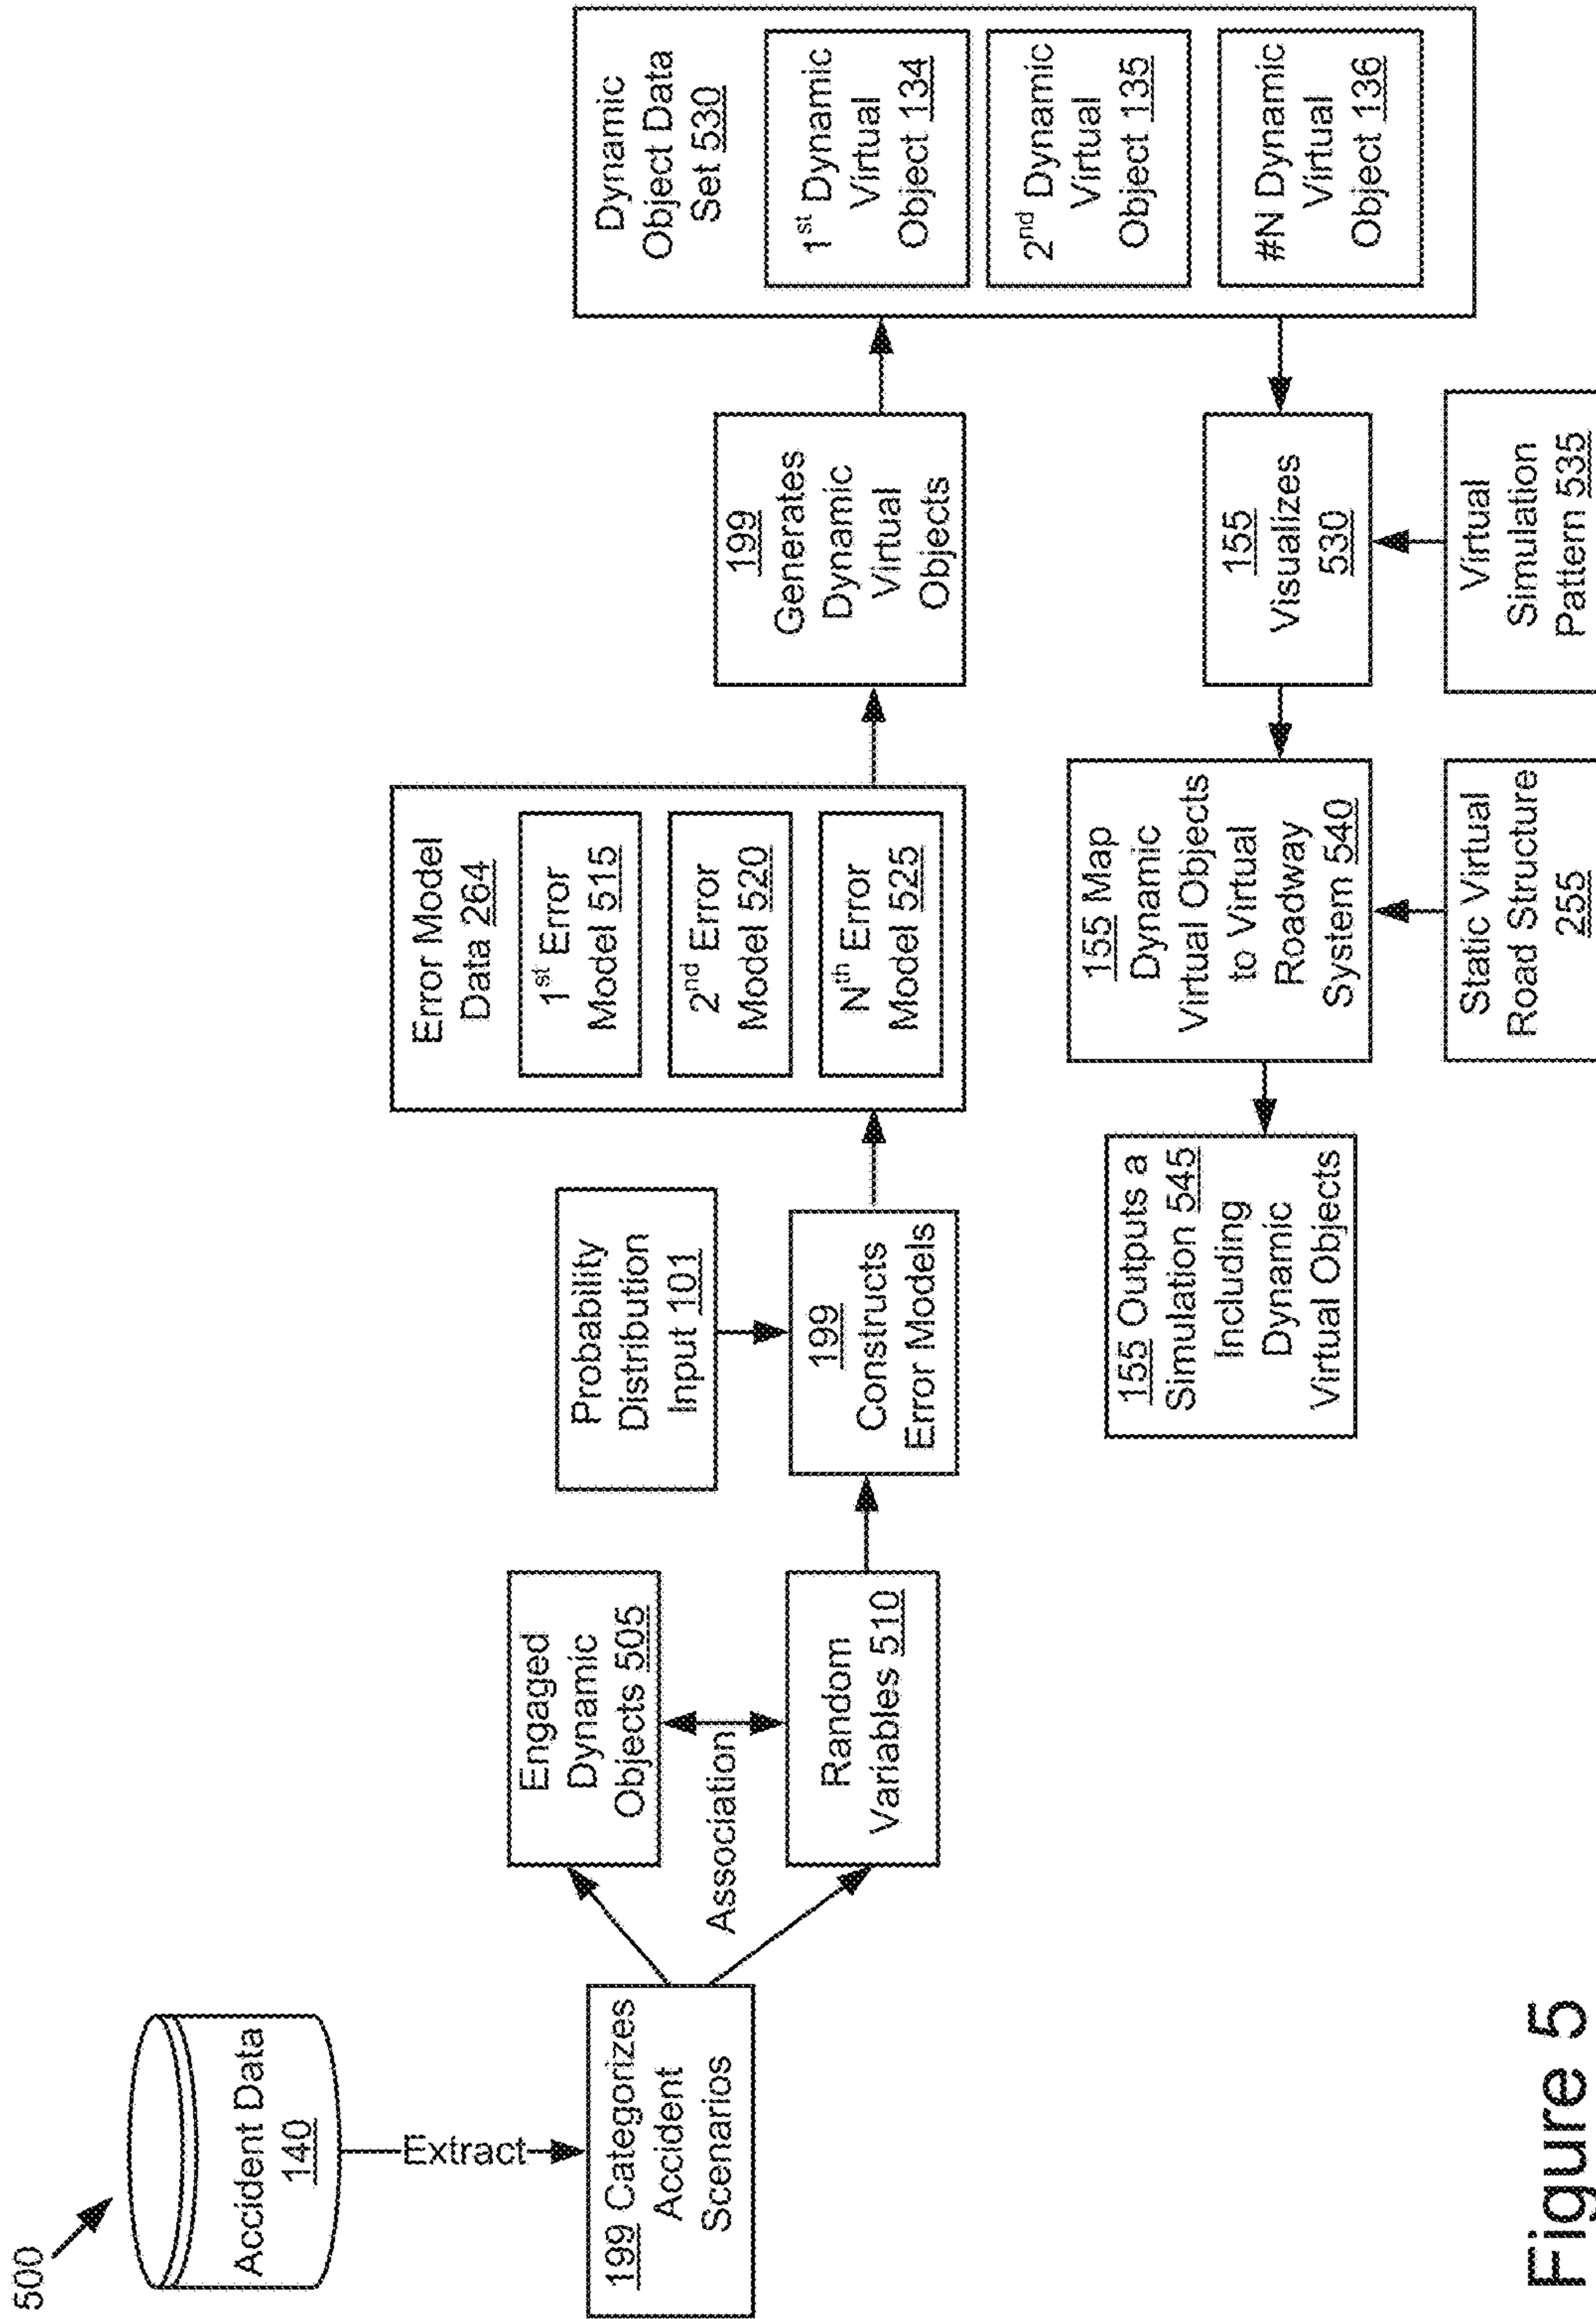 500
Accident Data
140
Extract
199 Categorizes
Accident
Scenarios
Engaged
Dynamic
Objects 505
Association
Random
Variables 510
Probability
Distribution
Input 101
199
Constructs
Error Models
Error Model
Data 264
1st Error
Model 515
2nd Error
Model 520
Nth Error
Model 525
199
Generates
Dynamic
Virtual
Objects
Dynamic
Object Data
Set 530
1st Dynamic
Virtual
Object 134
2nd Dynamic
Virtual
Object 135
#N Dynamic
Virtual
Object 136
155
Visualizes
530
Virtual
Simulation
Pattern 535
155 Map
Dynamic
Virtual Objects
to Virtual
Roadway
System 540
Static Virtual
Road Structure
255
155 Outputs a
Simulation 545
Including
Dynamic
Virtual Objects
Figure 5